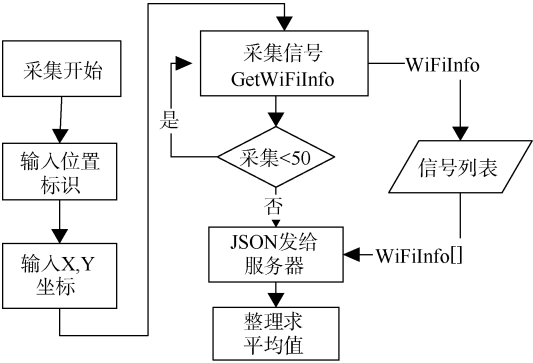 采集开始
输入位置
标识
输入X,Y
坐标
采集信号
GetWiFiInfo
是
采集<50
否
JSON发给
服务器
整理求
平均值
WiFiInfo
信号列表
WiFiInfo[]